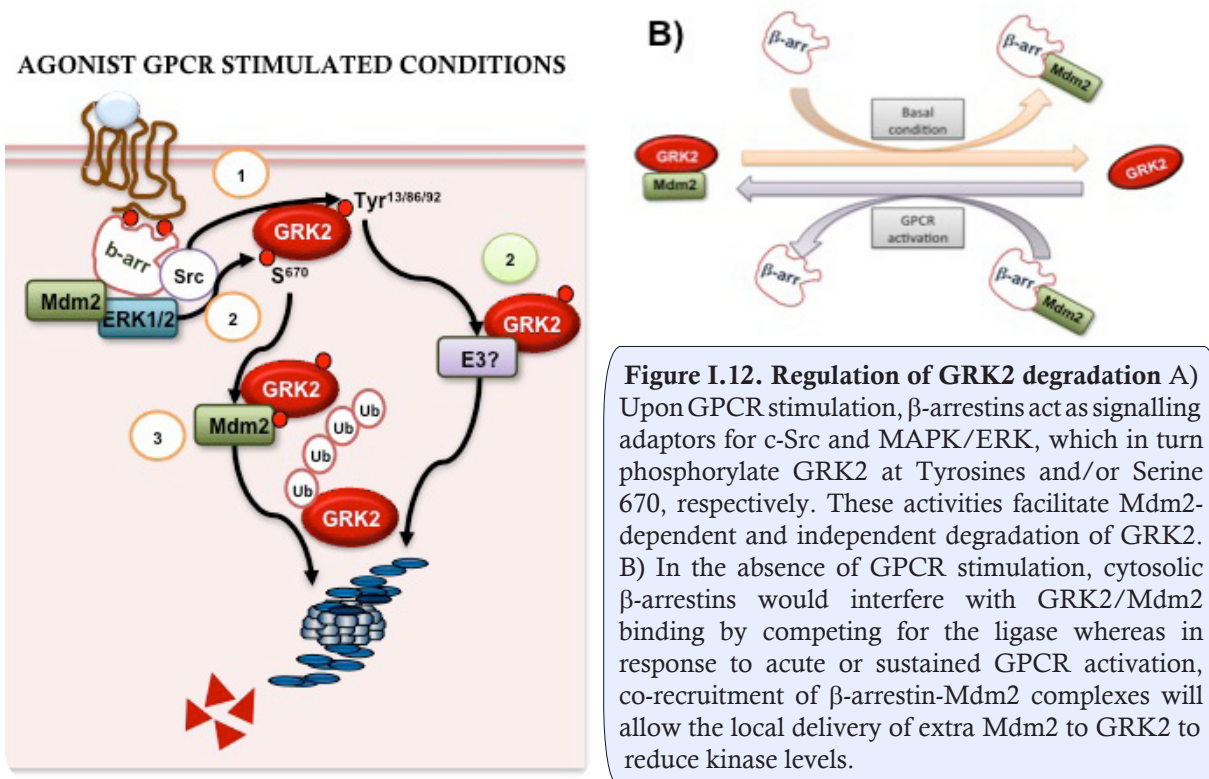 AGONIST GPCR STIMULATED CONDITIONS
1
Tyr13/86/92
GRK2
b-arr
Src
S670
Mdm2
ERK1/2
2
2
GRK2
E3?
GRK2
Mdm2
3
Ub
Ub
Ub
Ub
GRK2
B)
β-arr
β-arr
Mdm2
Basal
condition
GRK2
Mdm2
GRK2
GPCR
activation
β-arr
β-arr
Mdm2
Figure I.12. Regulation of GRK2 degradation A)
Upon GPCR stimulation, β-arrestins act as signalling
adaptors for c-Src and MAPK/ERK, which in turn
phosphorylate GRK2 at Tyrosines and/or Serine
670, respectively. These activities facilitate Mdm2-
dependent and independent degradation of GRK2.
B) In the absence of GPCR stimulation, cytosolic
β-arrestins would interfere with GRK2/Mdm2
binding by competing for the ligase whereas in
response to acute or sustained GPCR activation,
co-recruitment of β-arrestin-Mdm2 complexes will
allow the local delivery of extra Mdm2 to GRK2 to
reduce kinase levels.